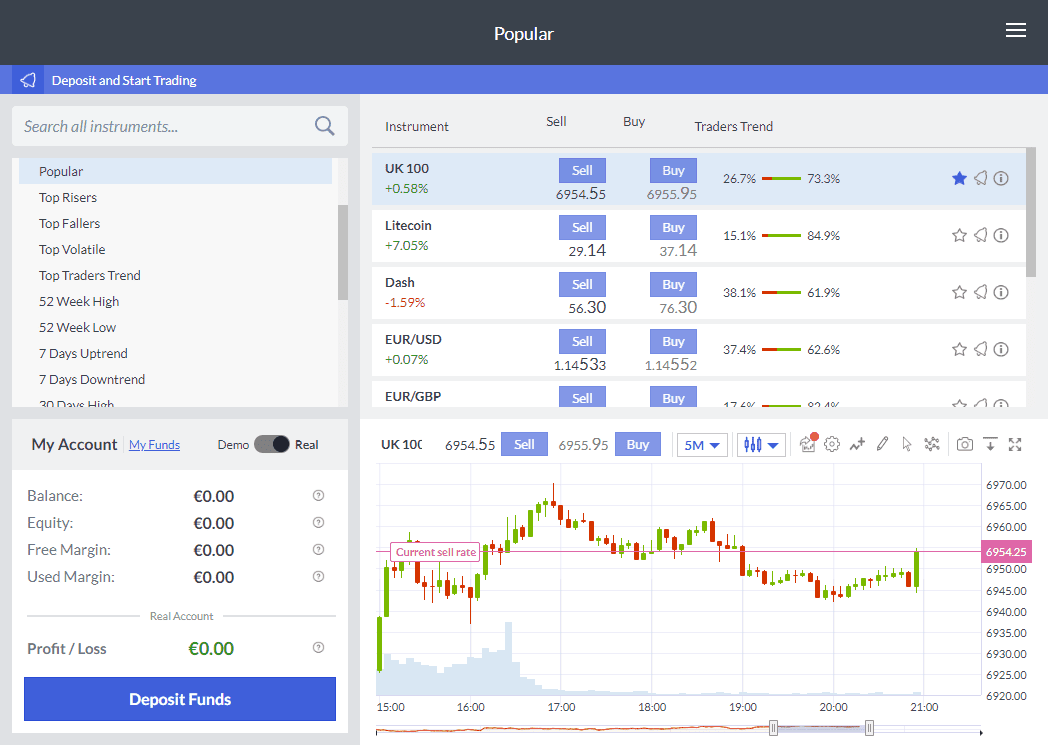 Popular
Deposit and Start Trading
Search all instruments...
Popular
Top Risers
Top Fallers
Top Volatile
Top Traders Trend
52 Week High
52 Week Low
7 Days Uptrend
7 Days Downtrend
30 Days High
Instrument Sell Buy Traders Trend
UK 100 Sell Buy
+0.58% 6954.55 6955.95 26.7% 73.3%
Litecoin Sell Buy
+7.05% 29.14 37.14 15.1% 84.9%
Dash Sell Buy
-1.59% 56.30 76.30 38.1% 61.9%
EUR/USD Sell Buy
+0.07% 1.14533 1.14552 37.4% 62.6%
EUR/GBP Sell Buy
17.6% 82.4%
My Account My Funds Demo Real
Balance: €0.00
Equity: €0.00
Free Margin: €0.00
Used Margin: €0.00
Real Account
Profit / Loss €0.00
Deposit Funds
UK 100 6954.55 Sell 6955.95 Buy 5M
6970.00
6965.00
6960.00
Current sell rate 6954.25
6950.00
6945.00
6940.00
6935.00
6930.00
6925.00
6920.00
15:00 16:00 17:00 18:00 19:00 20:00 21:00